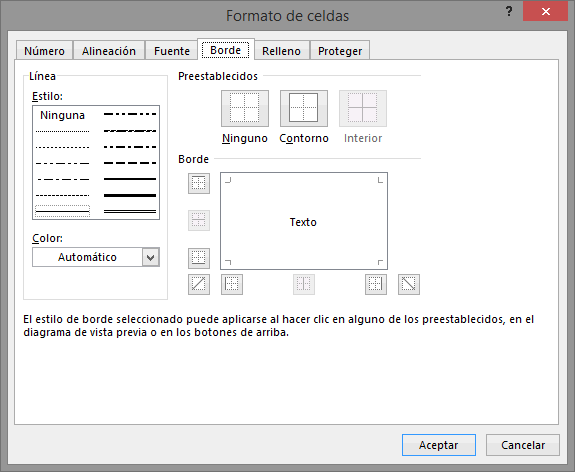 Formato de celdas
?
Número Alineación Fuente Borde Relleno Proteger
Línea
Estilo:
Ninguna
Color:
Automático
Preestablecidos
Ninguno Contorno Interior
Borde
Texto
El estilo de borde seleccionado puede aplicarse al hacer clic en alguno de los preestablecidos, en el
diagrama de vista previa o en los botones de arriba.
Aceptar Cancelar